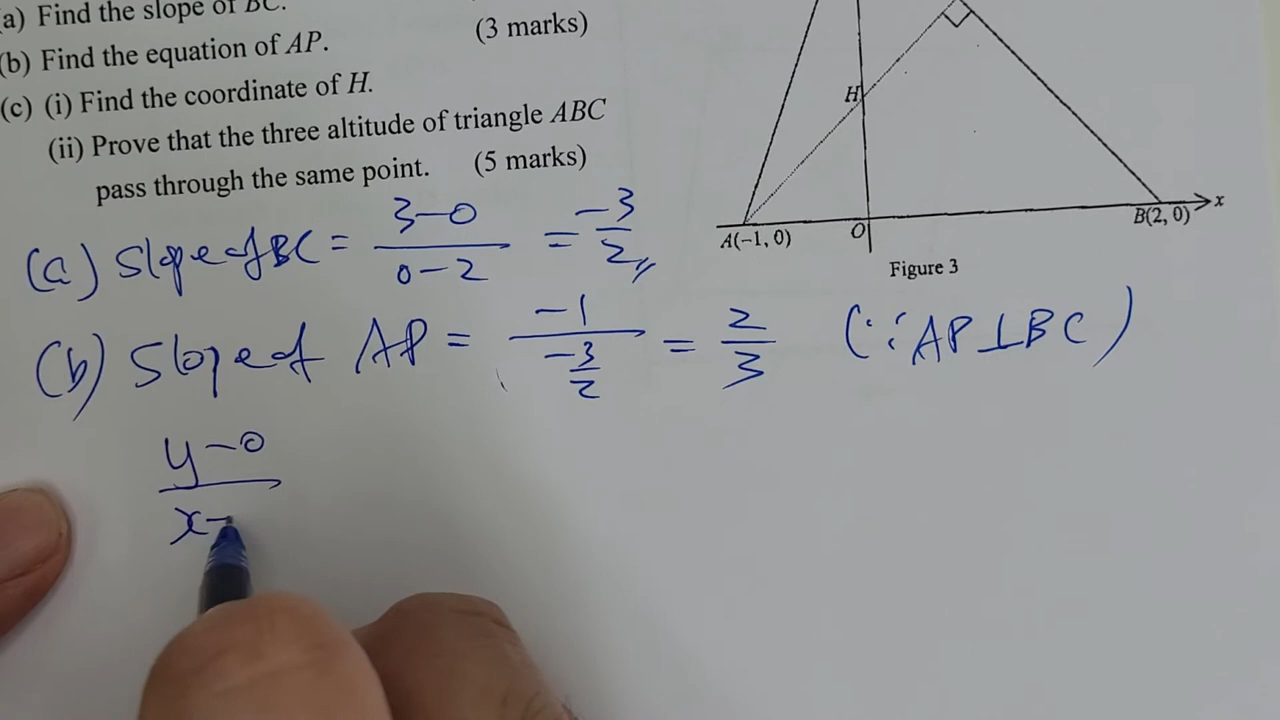 a) Find the slope of BC.
(b) Find the equation of AP. (3 marks)
(c) (i) Find the coordinate of H.
(ii) Prove that the three altitude of triangle ABC
pass through the same point. (5 marks)
H
A(-1, 0)
O
B(2, 0)
x
Figure 3
(a) Slope of BC = 3-0 / 0-2 = -3/2 //
(b) Slope of AP = -1 / -3/2 = 2/3 (∵ AP⊥BC)
y-0
x-